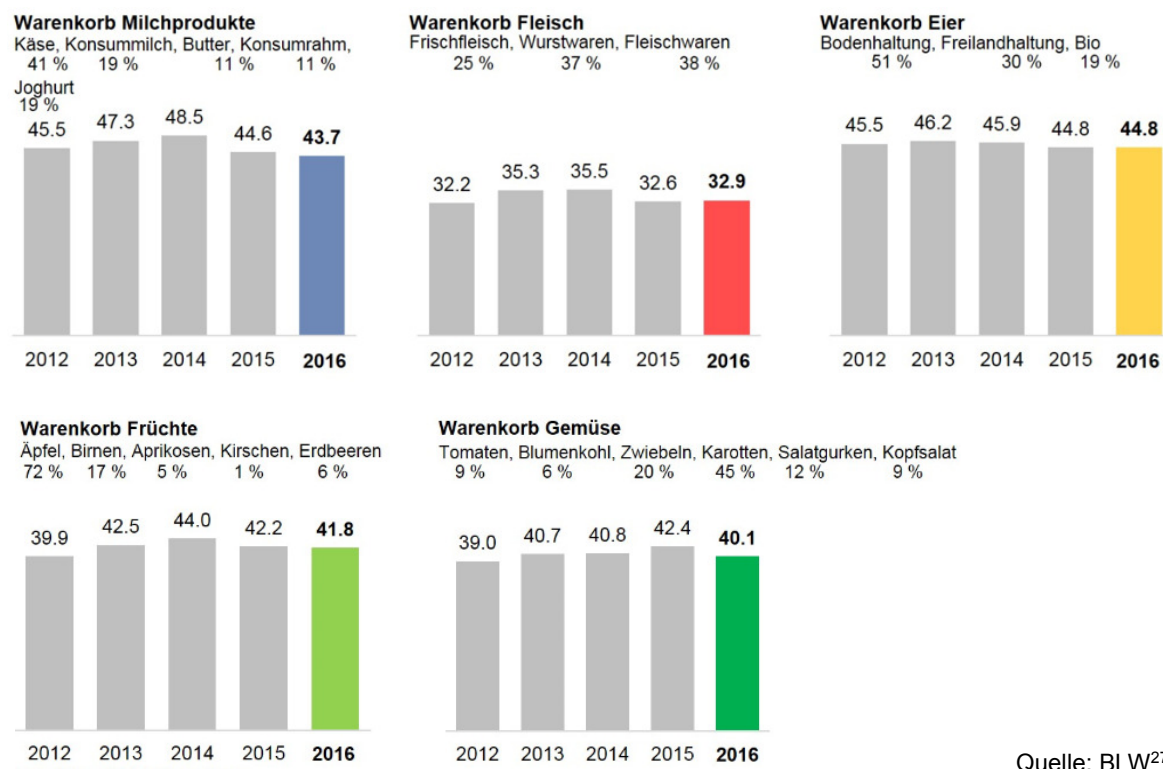 Warenkorb Milchprodukte
Käse, Konsummilch, Butter, Konsumrahm,
41 % 19 % 11 % 11 %
Joghurt
19 %
45.5 47.3 48.5 44.6 43.7
2012 2013 2014 2015 2016
Warenkorb Fleisch
Frischfleisch, Wurstwaren, Fleischwaren
25 % 37 % 38 %
32.2 35.3 35.5 32.6 32.9
2012 2013 2014 2015 2016
Warenkorb Eier
Bodenhaltung, Freilandhaltung, Bio
51 % 30 % 19 %
45.5 46.2 45.9 44.8 44.8
2012 2013 2014 2015 2016
Warenkorb Früchte
Äpfel, Birnen, Aprikosen, Kirschen, Erdbeeren
72 % 17 % 5 % 1 % 6 %
39.9 42.5 44.0 42.2 41.8
2012 2013 2014 2015 2016
Warenkorb Gemüse
Tomaten, Blumenkohl, Zwiebeln, Karotten, Salatgurken, Kopfsalat
9 % 6 % 20 % 45 % 12 % 9 %
39.0 40.7 40.8 42.4 40.1
2012 2013 2014 2015 2016
Quelle: BLW27